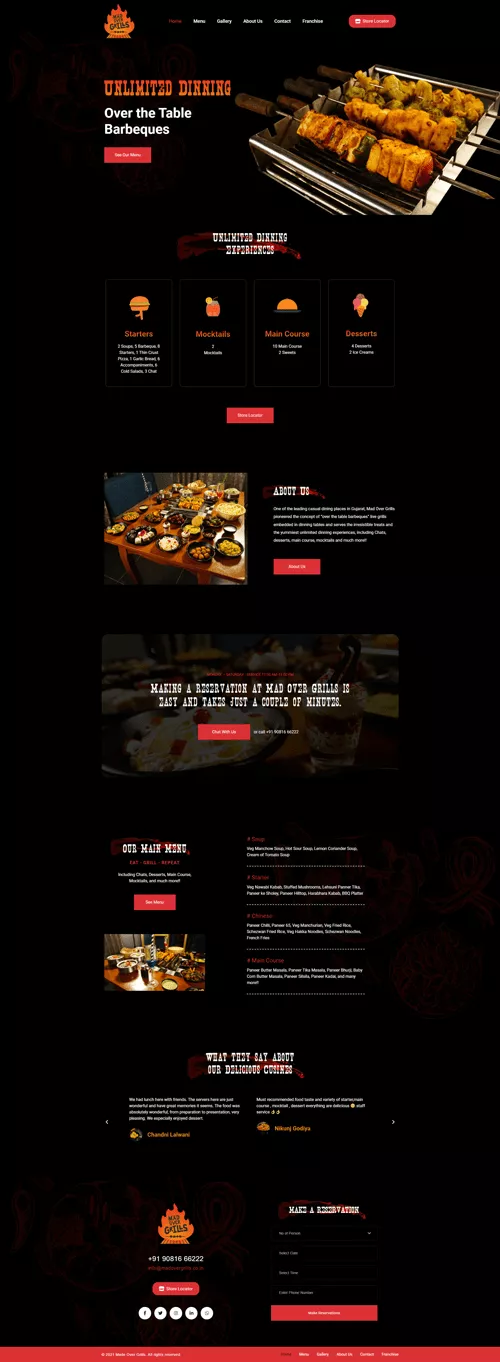 MAD
OVER
GRILLS
Home Menu Gallery About Us Contact Franchise
Store Locator
UNLIMITED DINNING
Over the Table
Barbeques
See Our Menu
UNLIMITED DINNING
EXPERIENCES
Starters
2 Soups, 5 Barbeque, 8
Starters, 1 Thin Crust
Pizza, 1 Garlic Bread, 6
Accompaniments, 8
Cold Salads, 3 Chat
Mocktails
2
Mocktails
Main Course
10 Main Course
2 Sweets
Desserts
4 Desserts
2 Ice Creams
Store Locator
ABOUT US
One of the leading casual dining places in Gujarat, Mad Over Grills
pioneered the concept of "over the table barbeques" live grills
embedded in dining tables and serves the irresistible treats and
the yummiest unlimited dining experiences, including Chats,
desserts, main course, mocktails and much more!!
About Us
MAKING A RESERVATION AT MAD OVER GRILLS IS
EASY AND TAKES JUST A COUPLE OF MINUTES.
Chat With Us or call +91 90816 66222
OUR MAIN MENU
EAT - GRILL - REPEAT
Including Chats, Desserts, Main Course,
Mocktails, and much more!!
See Menu
# Soup
Veg Manchow Soup, Hot Sour Soup, Lemon Coriander Soup,
Cream of Tomato Soup
# Starter
Veg Nawabi Kabab, Stuffed Mushrooms, Lehsuni Panner Tika,
Paneer ke Sholey, Paneer Hilltop, Harabhara Kabab, BBQ Platter
# Chinese
Paneer Chilli, Paneer 65, Veg Manchurian, Veg Fried Rice,
Schezwan Fried Rice, Veg Hakka Noodles, Schezwan Noodles,
French Fries
# Main Course
Paneer Butter Masala, Paneer Tika Masala, Paneer Bhurji, Baby
Corn Butter Masala, Paneer Sholla, Paneer Kadai, and many
more!!
WHAT THEY SAY ABOUT
OUR DELICIOUS CUSINES
We had lunch here with friends. The servers here are just
wonderful and have great memories it seems. The food was
absolutely wonderful, from preparation to presentation, very
pleasing. We especially enjoyed dessert
Chandni Lalwani
Most recommended food taste and veriety of starter,main
course , mocktail , dessert everything are delicious 😋 staff
service 👌👌
Nikunj Godiya
MAD
OVER
GRILLS
+91 90816 66222
info@madovergrills.co.in
Store Locator
MAKE A RESERVATION
No of Person
Select Date
Select Time
Enter Phone Number
Make Reservations
© 2021 Mad Over Grills. All rights reserved
Home Menu Gallery About Us Contact Franchise